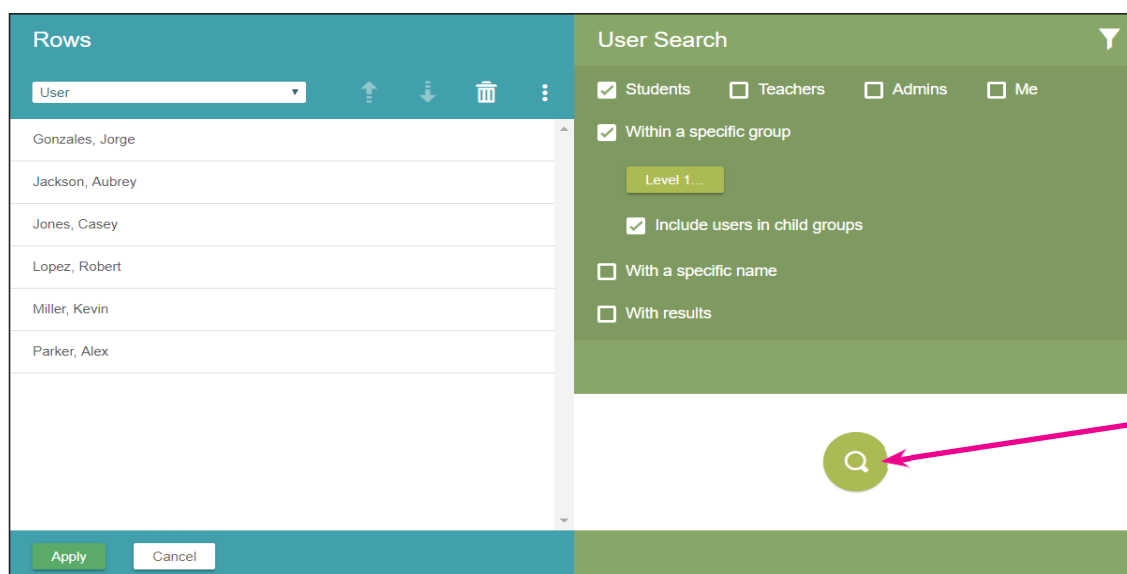 Rows
User
Gonzales, Jorge
Jackson, Aubrey
Jones, Casey
Lopez, Robert
Miller, Kevin
Parker, Alex
Apply Cancel
User Search
Students Teachers Admins Me
Within a specific group
Level 1...
Include users in child groups
With a specific name
With results